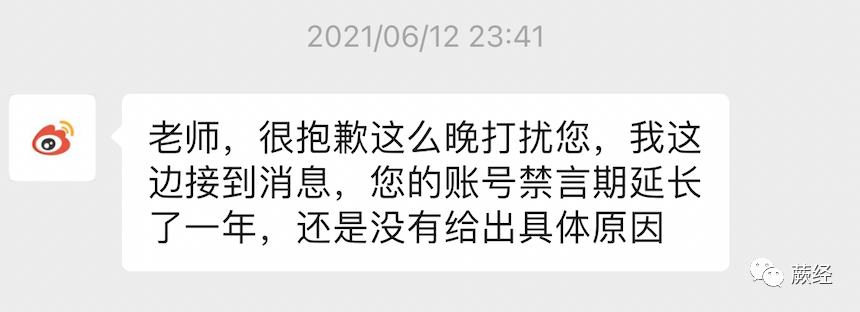 2021/06/12 23:41
老师，很抱歉这么晚打扰您，我这
边接到消息，您的账号禁言期延长
了一年，还是没有给出具体原因
蕨经